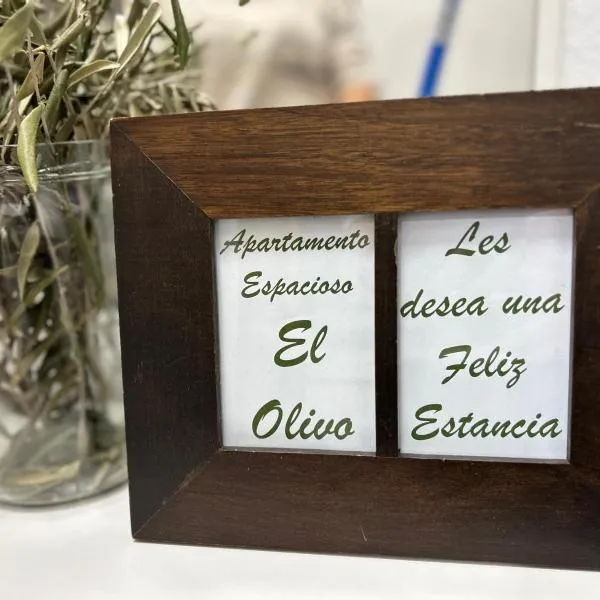 Apartamento
Espacioso
El
Olivo
Les
desea una
Feliz
Estancia